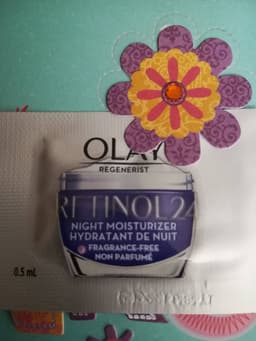 OLAY
REGENERIST
RETINOL24
NIGHT MOISTURIZER
HYDRATANT DE NUIT
FRAGRANCE-FREE
NON PARFUMÉ
0.5 mL